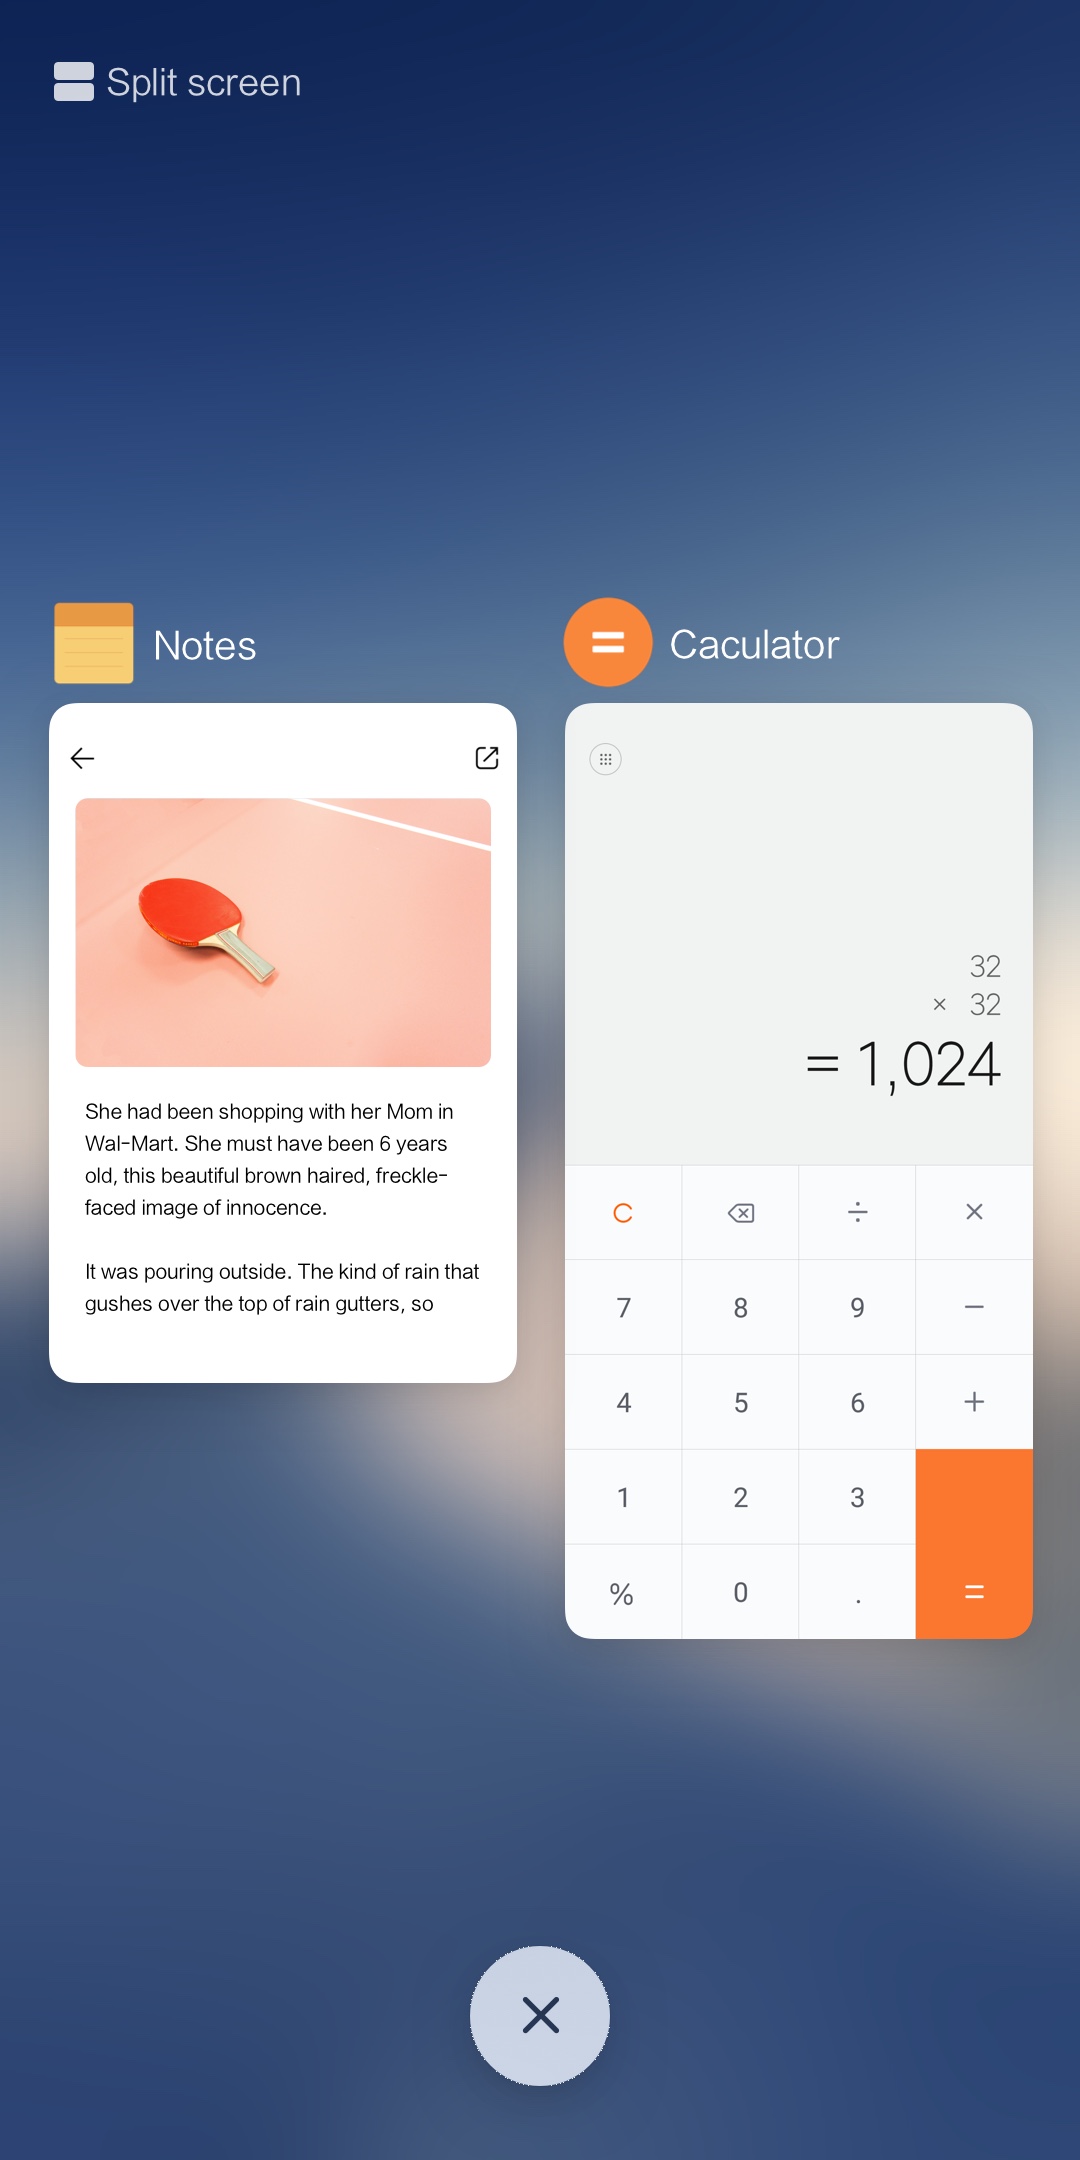 Split screen
Notes
Caculator
She had been shopping with her Mom in
Wal-Mart. She must have been 6 years
old, this beautiful brown haired, freckle-
faced image of innocence.
It was pouring outside. The kind of rain that
gushes over the top of rain gutters, so
32
× 32
= 1,024
C ÷ ×
7 8 9 −
4 5 6 +
1 2 3
% 0 . =